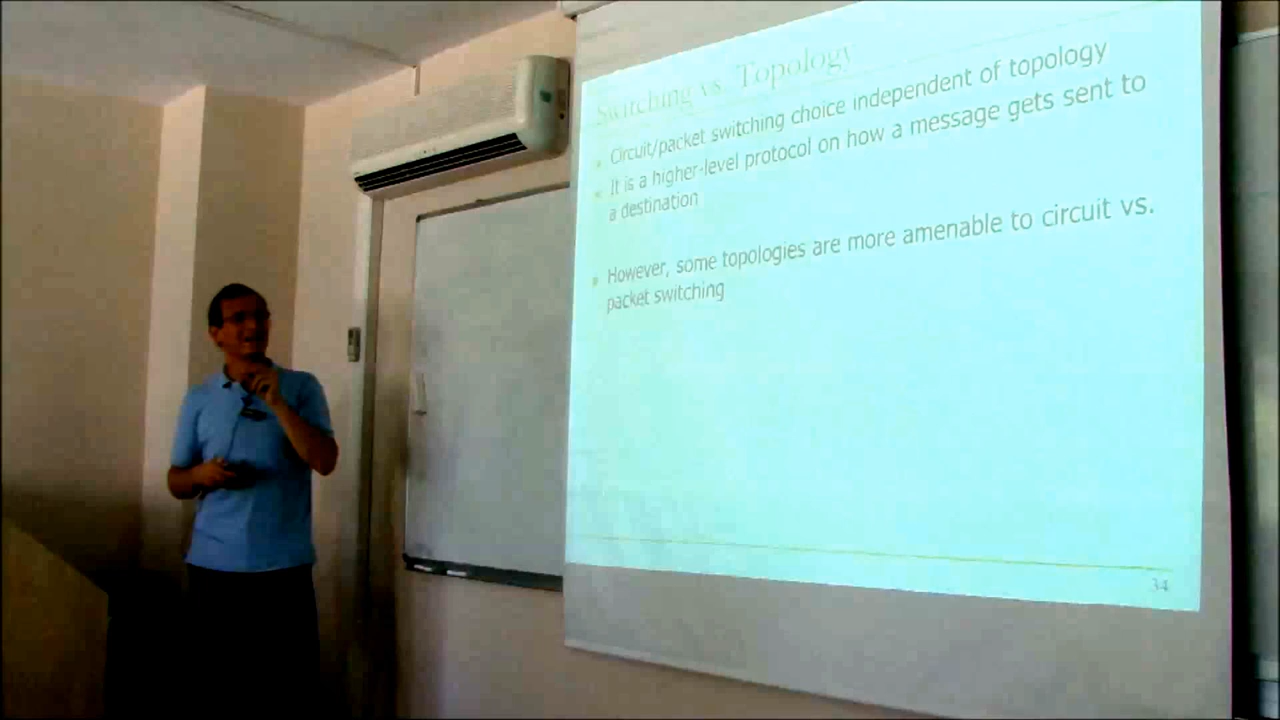 Switching vs. Topology
Circuit/packet switching choice independent of topology
It is a higher-level protocol on how a message gets sent to
a destination
However, some topologies are more amenable to circuit vs.
packet switching
34